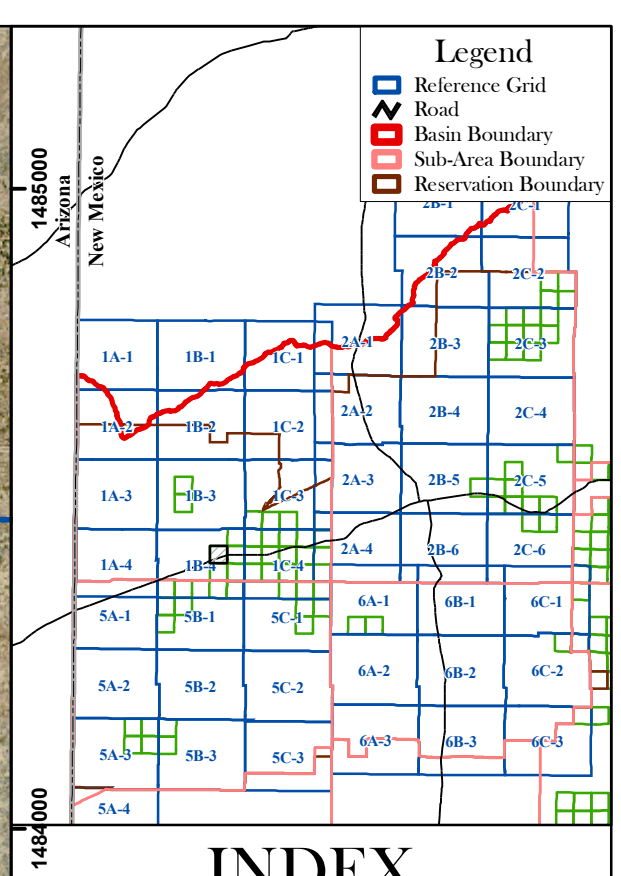 Legend
Reference Grid
Road
Basin Boundary
Sub-Area Boundary
Reservation Boundary
1485000
Arizona
New Mexico
2B-1 2C-1
2B-2 2C-2
1A-1 1B-1 1C-1 2A-1 2B-3 2C-3
1A-2 1B-2 1C-2 2A-2 2B-4 2C-4
1A-3 1B-3 1C-3 2A-3 2B-5 2C-5
1A-4 1B-4 1C-4 2A-4 2B-6 2C-6
5A-1 5B-1 5C-1 6A-1 6B-1 6C-1
5A-2 5B-2 5C-2 6A-2 6B-2 6C-2
5A-3 5B-3 5C-3 6A-3 6B-3 6C-3
5A-4
1484000
INDEX